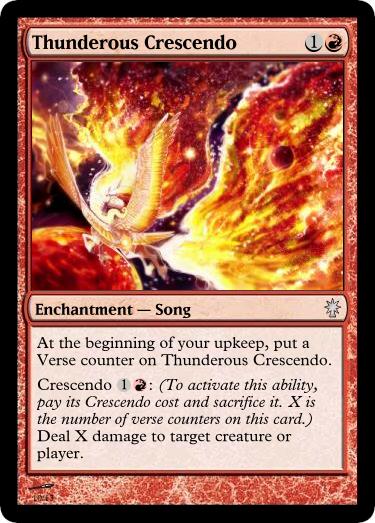 Thunderous Crescendo 1
Enchantment — Song
At the beginning of your upkeep, put a
Verse counter on Thunderous Crescendo.
Crescendo 1 : (To activate this ability,
pay its Crescendo cost and sacrifice it. X is
the number of verse counters on this card.)
Deal X damage to target creature or
player.